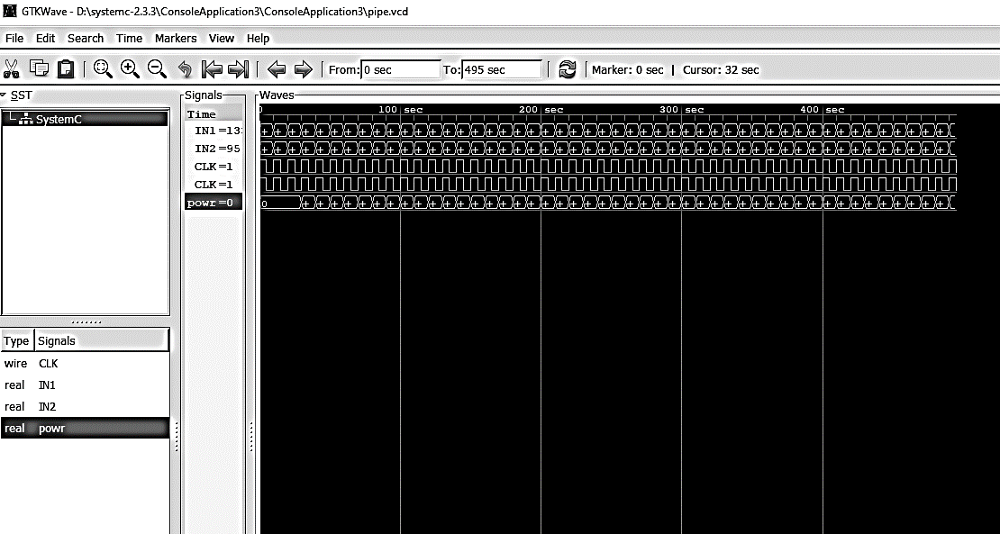 GTKWave - D:\systemc-2.3.3\ConsoleApplication3\ConsoleApplication3\pipe.vcd
File Edit Search Time Markers View Help
From: 0 sec To: 495 sec Marker: 0 sec | Cursor: 32 sec
SST
SystemC
Type Signals
wire CLK
real IN1
real IN2
real powr
Signals
Time
IN1 =13
IN2 =95
CLK =1
CLK =1
powr =0
Waves
100 sec 200 sec 300 sec 400 sec
+ + + + + + + + + + + + + + + + + + + + + + + + + + + + + + + + + + + + + + + + + + + + + + + + +
+ + + + + + + + + + + + + + + + + + + + + + + + + + + + + + + + + + + + + + + + + + + + + + + + +
0 + + + + + + + + + + + + + + + + + + + + + + + + + + + + + + + + + + + + + + + + + + + + + +